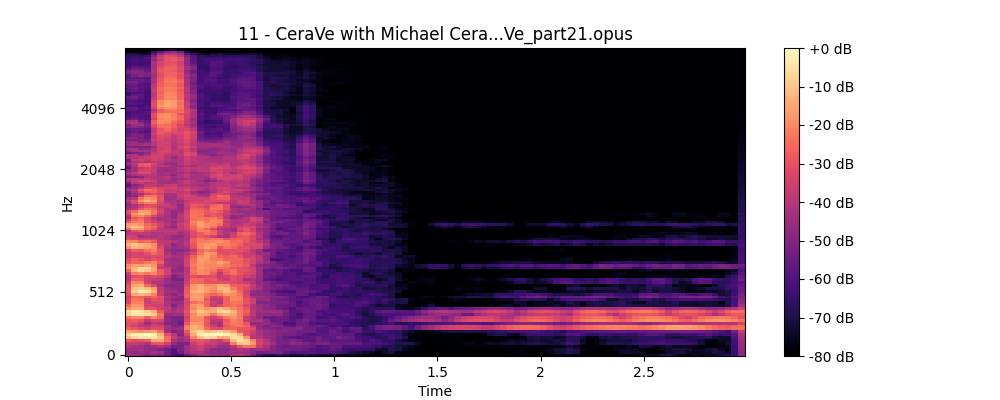 11 - CeraVe with Michael Cera...Ve_part21.opus
Hz
4096
2048
1024
512
0
0
0.5
1
1.5
2
2.5
Time
+0 dB
-10 dB
-20 dB
-30 dB
-40 dB
-50 dB
-60 dB
-70 dB
-80 dB